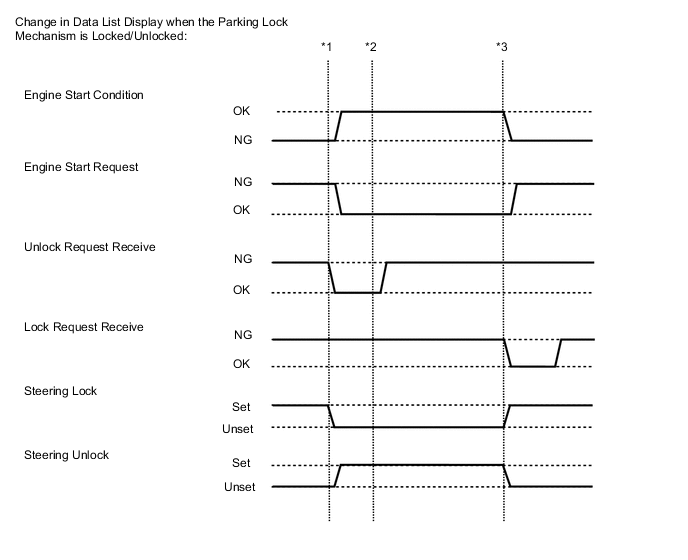 Change in Data List Display when the Parking Lock
Mechanism is Locked/Unlocked:
*1 *2 *3
Engine Start Condition
OK
NG
Engine Start Request
NG
OK
Unlock Request Receive
NG
OK
Lock Request Receive
NG
OK
Steering Lock
Set
Unset
Steering Unlock
Set
Unset